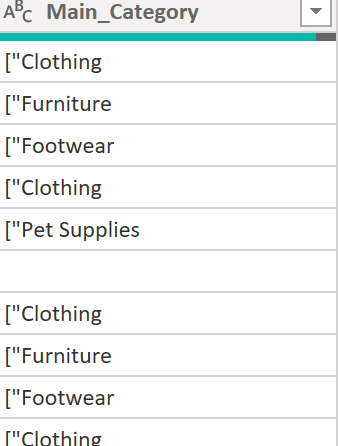 ABC Main_Category
["Clothing
["Furniture
["Footwear
["Clothing
["Pet Supplies
["Clothing
["Furniture
["Footwear
["Clothing